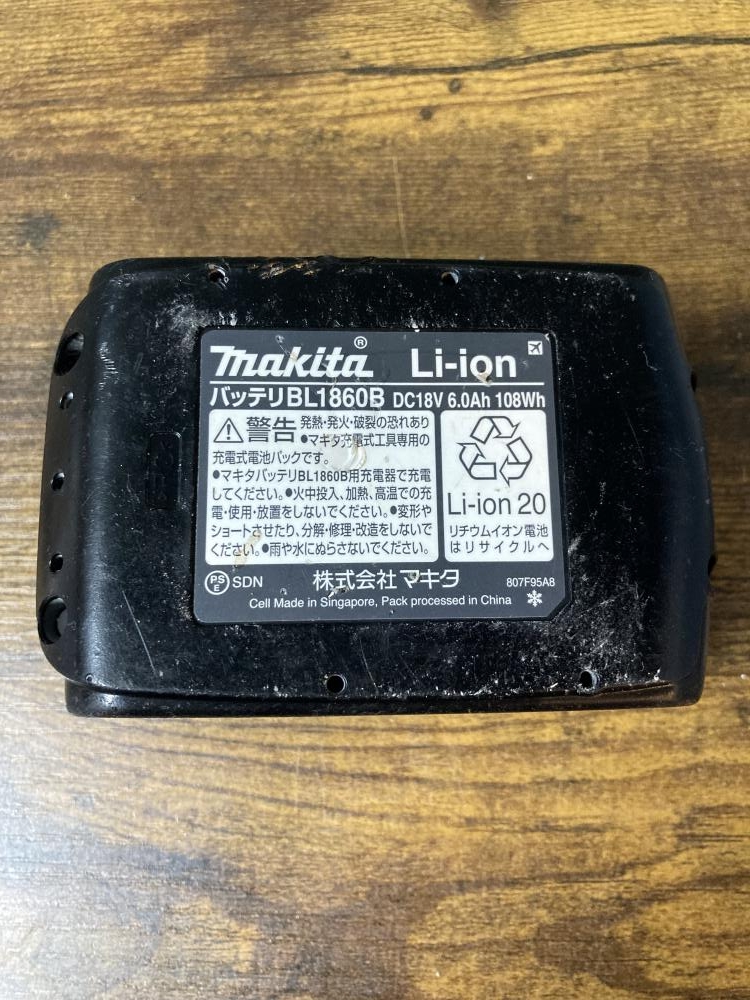 makita® Li-ion
バッテリBL1860B DC18V 6.0Ah 108Wh
警告 発熱・発火・破裂の恐れあり
●マキタ充電式工具専用の
充電式電池パックです。
●マキタバッテリBL1860B用充電器で充電
してください。●火中投入、加熱、高温での充
電・使用・放置をしないでください。●変形や
ショートさせたり、分解・修理・改造をしないで
ください。●雨や水にぬらさないでください。
Li-ion 20
リチウムイオン電池
はリサイクルへ
PSE SDN 株式会社マキタ 807F95A8
Cell Made in Singapore, Pack processed in China